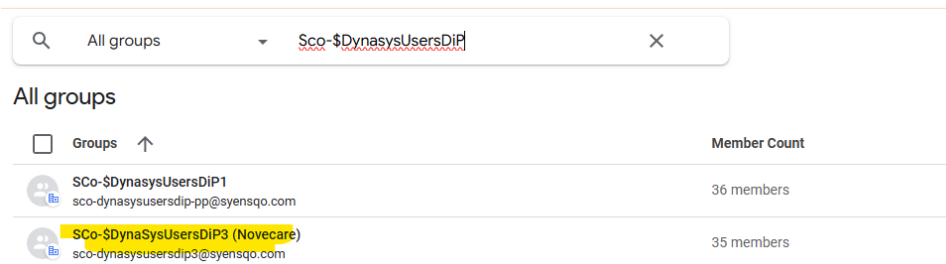 All groups Sco-$DynasysUsersDiP
All groups
Groups Member Count
SCo-$DynasysUsersDiP1
sco-dynasysusersdip-pp@syensqo.com
36 members
SCo-$DynaSysUsersDiP3 (Novecare)
sco-dynasysusersdip3@syensqo.com
35 members